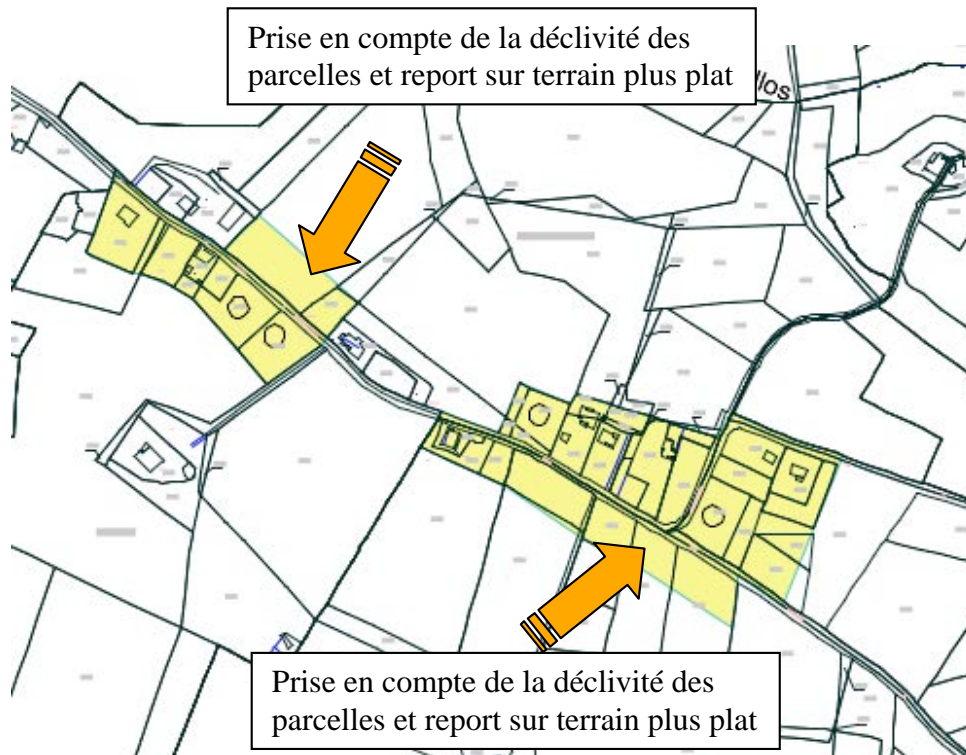 Prise en compte de la déclivité des
parcelles et report sur terrain plus plat
llos
Prise en compte de la déclivité des
parcelles et report sur terrain plus plat